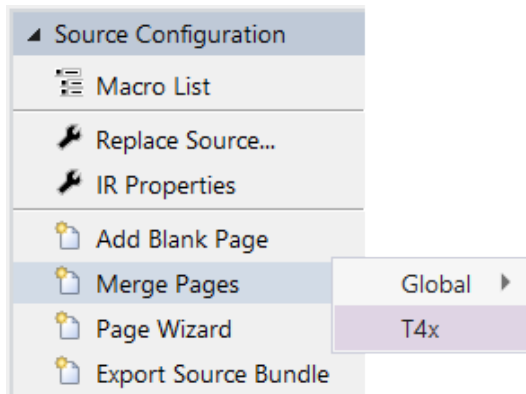 Source Configuration
Macro List
Replace Source...
IR Properties
Add Blank Page
Merge Pages
Global
Page Wizard
T4x
Export Source Bundle